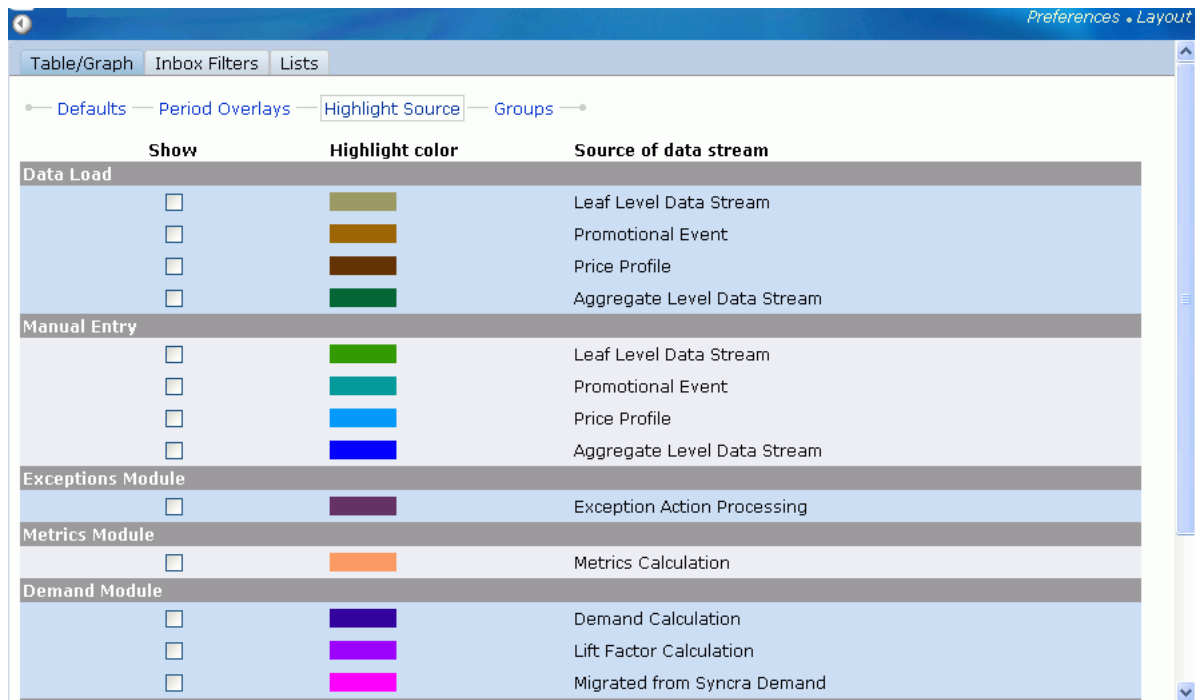 Preferences • Layout
Table/Graph Inbox Filters Lists
Defaults Period Overlays Highlight Source Groups
Show Highlight color Source of data stream
Data Load
Leaf Level Data Stream
Promotional Event
Price Profile
Aggregate Level Data Stream
Manual Entry
Leaf Level Data Stream
Promotional Event
Price Profile
Aggregate Level Data Stream
Exceptions Module
Exception Action Processing
Metrics Module
Metrics Calculation
Demand Module
Demand Calculation
Lift Factor Calculation
Migrated from Syncra Demand